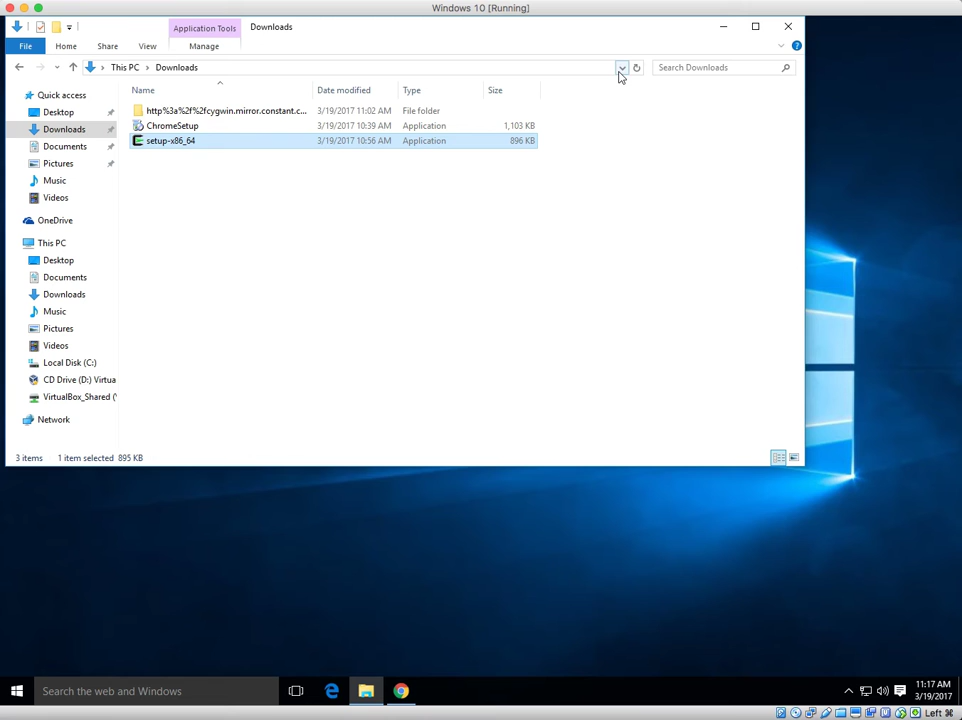 Windows 10 [Running]
Application Tools
Downloads
File
Home
Share
View
Manage
This PC
Downloads
Search Downloads
Name
Date modified
Type
Size
Quick access
Desktop
Downloads
Documents
Pictures
Music
Videos
OneDrive
This PC
Desktop
Documents
Downloads
Music
Pictures
Videos
Local Disk (C:)
CD Drive (D:) Virtua
VirtualBox_Shared (
Network
http%3a%2f%2fcygwin.mirror.constant.c...
3/19/2017 11:02 AM
File folder
ChromeSetup
3/19/2017 10:39 AM
Application
1,103 KB
setup-x86_64
3/19/2017 10:56 AM
Application
896 KB
3 items
1 item selected 895 KB
Search the web and Windows
11:17 AM
3/19/2017
Left ⌘